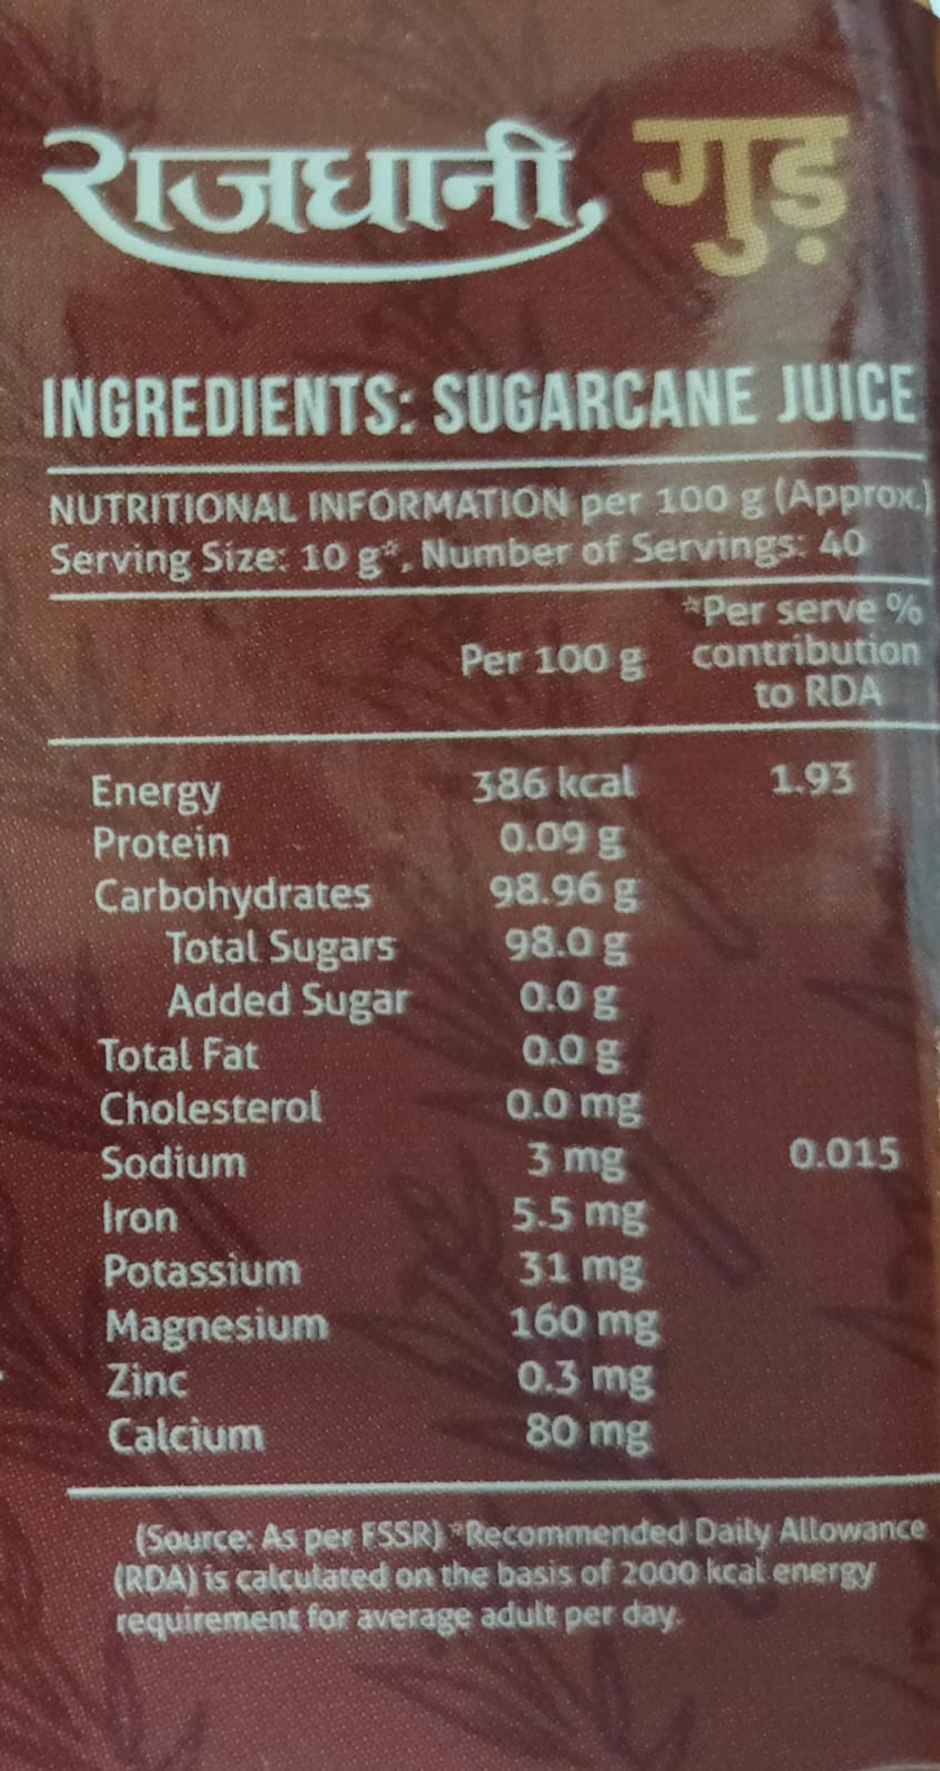 राजधानी गुड़
INGREDIENTS: SUGARCANE JUICE
NUTRITIONAL INFORMATION per 100 g (Approx.)
Serving Size: 10 g*, Number of Servings: 40
Per 100 g *Per serve % contribution to RDA
Energy 386 kcal 1.93
Protein 0.09 g
Carbohydrates 98.96 g
Total Sugars 98.0 g
Added Sugar 0.0 g
Total Fat 0.0 g
Cholesterol 0.0 mg
Sodium 3 mg 0.015
Iron 5.5 mg
Potassium 31 mg
Magnesium 160 mg
Zinc 0.3 mg
Calcium 80 mg
(Source: As per FSSR) *Recommended Daily Allowance
(RDA) is calculated on the basis of 2000 kcal energy
requirement for average adult per day.